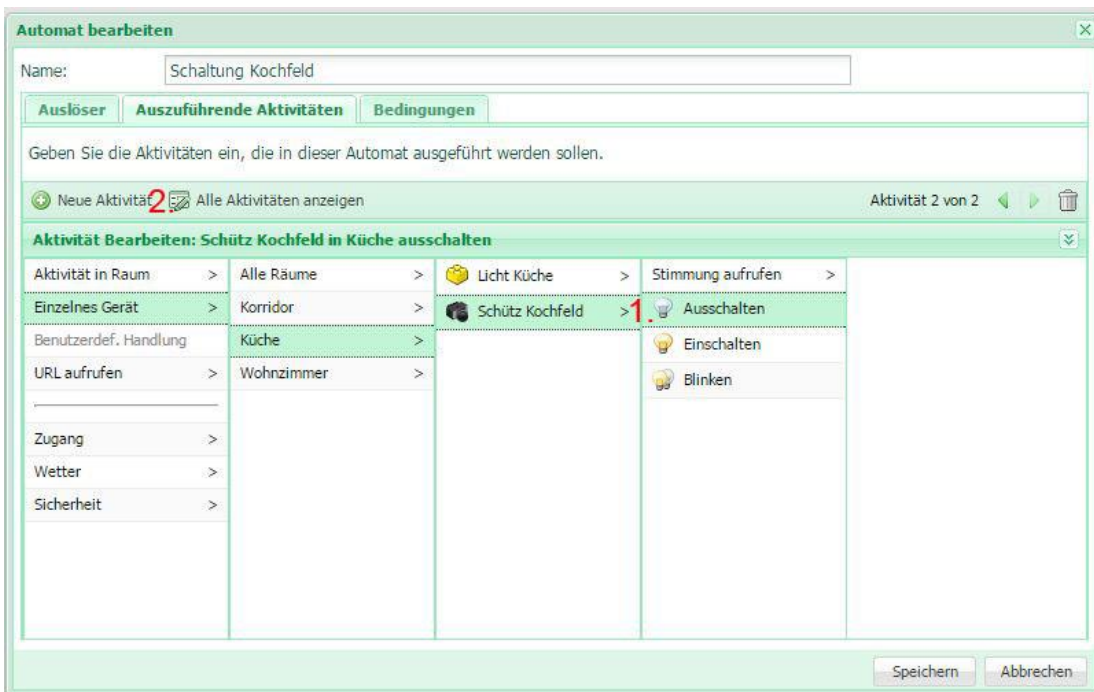 Automat bearbeiten
Name: Schaltung Kochfeld
Auslöser Auszuführende Aktivitäten Bedingungen
Geben Sie die Aktivitäten ein, die in dieser Automat ausgeführt werden sollen.
Neue Aktivität 2. Alle Aktivitäten anzeigen Aktivität 2 von 2
Aktivität Bearbeiten: Schütz Kochfeld in Küche ausschalten
Aktivität in Raum > Alle Räume > Licht Küche > Stimmung aufrufen >
Einzelnes Gerät > Korridor > Schütz Kochfeld > 1. Ausschalten
Benutzerdef. Handlung Küche > Einschalten
URL aufrufen > Wohnzimmer > Blinken
Zugang >
Wetter >
Sicherheit >
Speichern Abbrechen